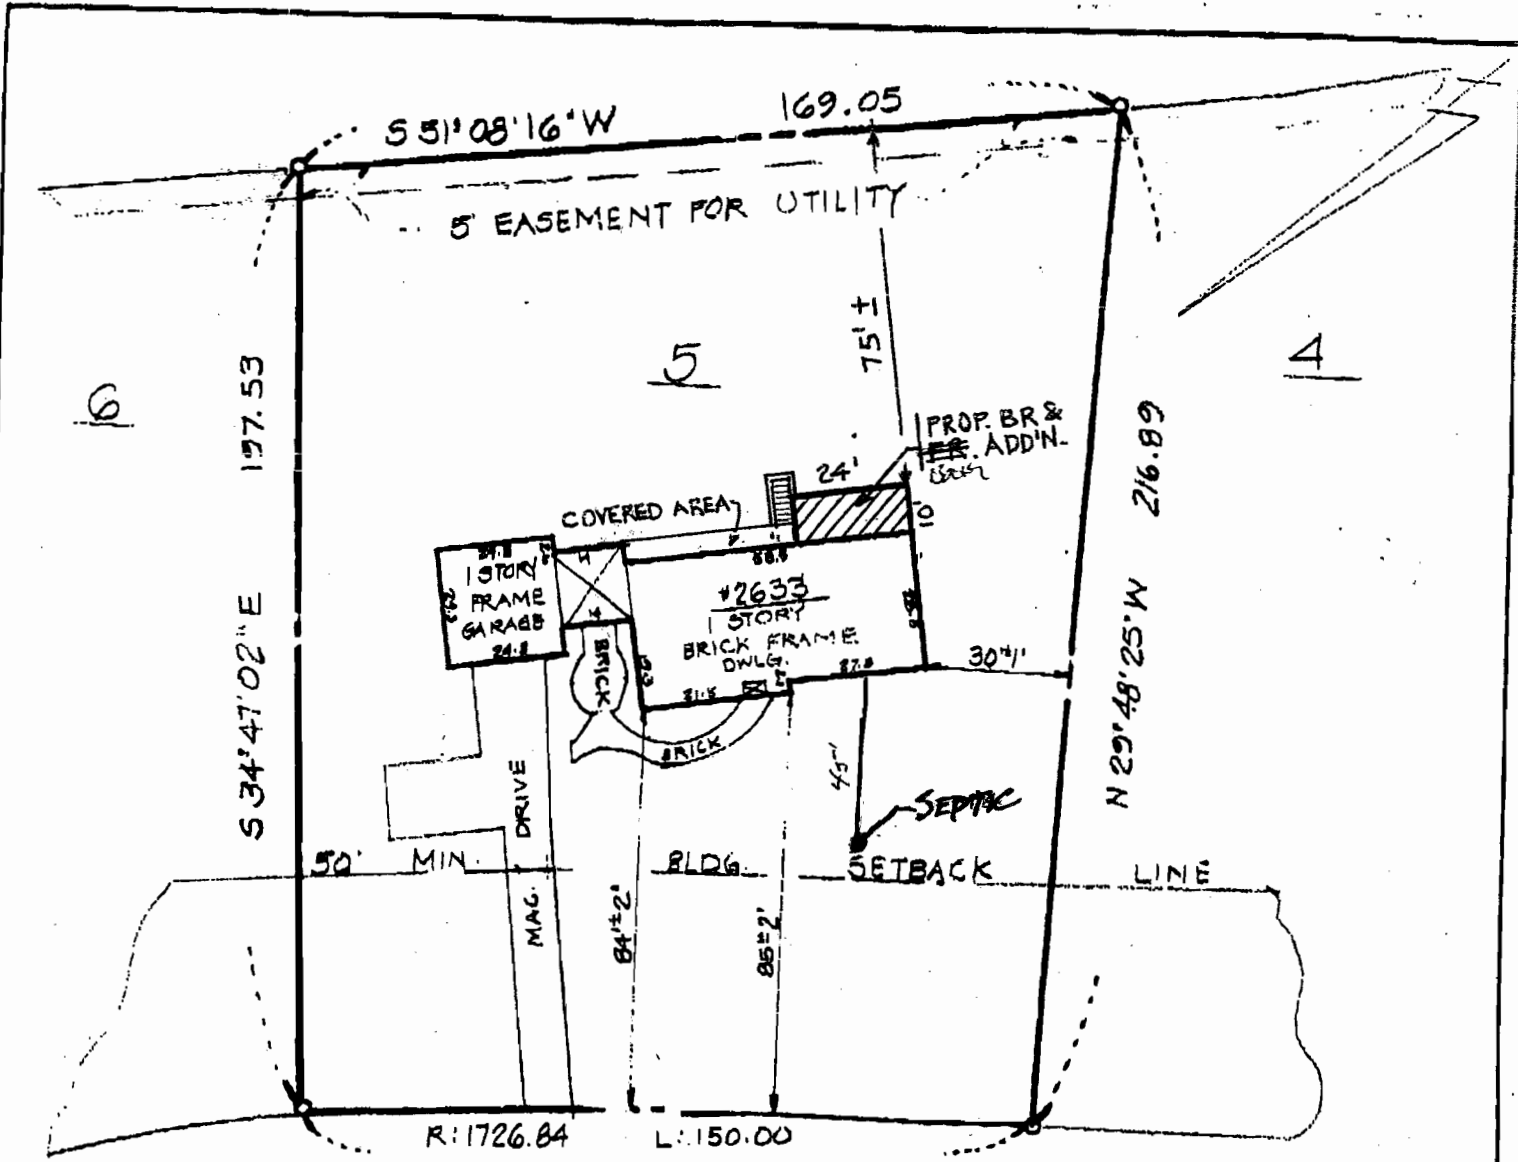 S 51° 08' 16" W 169.05
5' EASEMENT FOR UTILITY
75' ±
5
4
6
197.53
216.89
PROP. BR &
FR. ADD'N.
24'
10'
COVERED AREA
1 STORY
FRAME
GARAGE
24.2
#2633
1 STORY
BRICK FRAME
DWLG.
BRICK
BRICK
30'
45'
S 34° 47' 02" E
N 29° 48' 25" W
DRIVE
MAC.
SEPTIC
50' MIN. BLDG. SETBACK LINE
84'±2'
85'±2'
R: 1726.84 L: 150.00